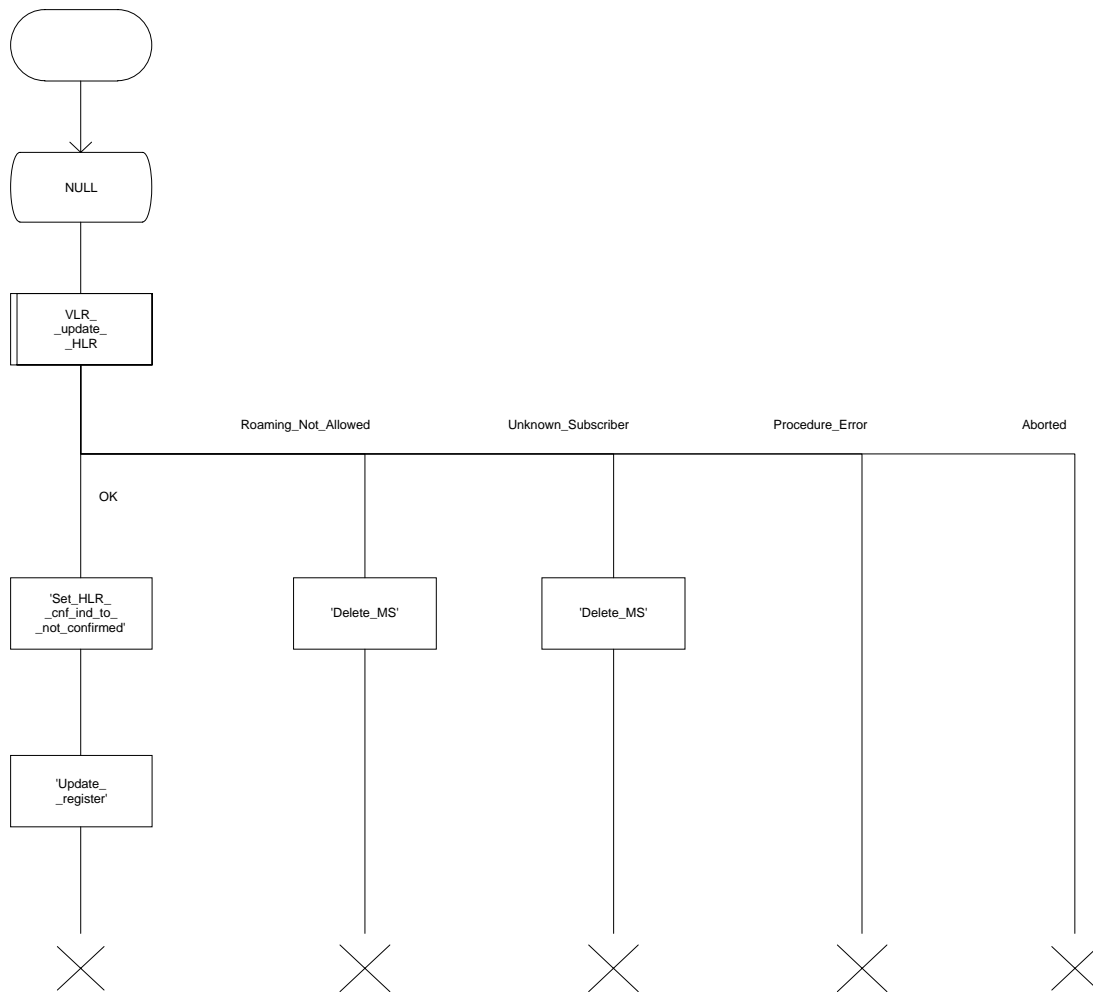 NULL
VLR_
_update_
_HLR
Roaming_Not_Allowed
Unknown_Subscriber
Procedure_Error
Aborted
OK
'Set_HLR_
_cnf_ind_to_
_not_confirmed'
'Delete_MS'
'Delete_MS'
'Update_
_register'